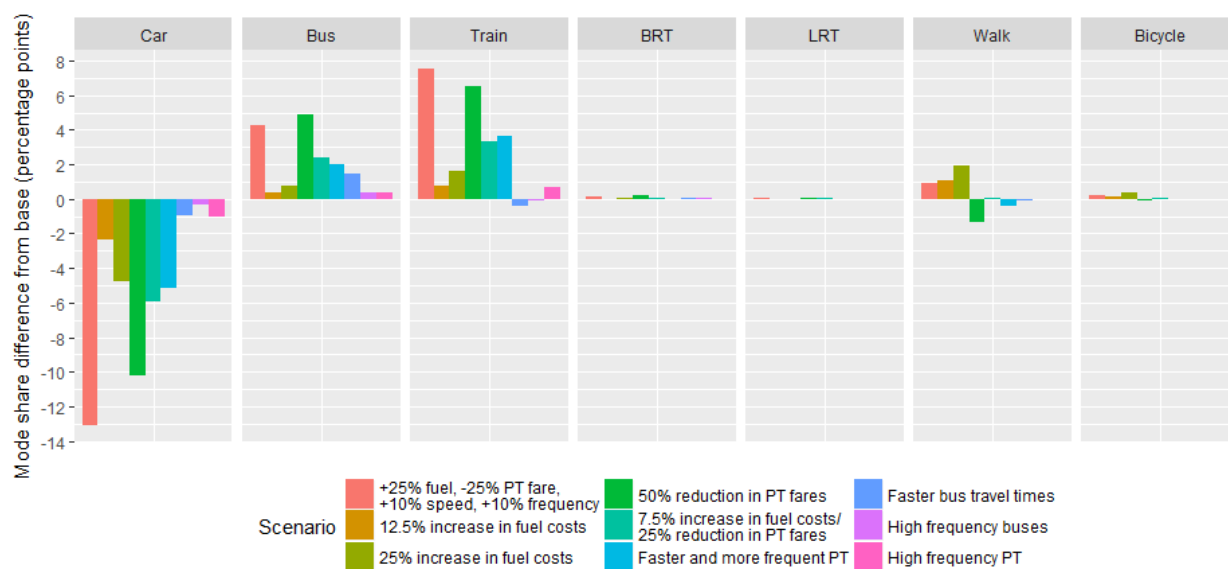 Car Bus Train BRT LRT Walk Bicycle
Mode share difference from base (percentage points)
8
6
4
2
0
-2
-4
-6
-8
-10
-12
-14
Scenario
+25% fuel, -25% PT fare,
+10% speed, +10% frequency
12.5% increase in fuel costs
25% increase in fuel costs
50% reduction in PT fares
7.5% increase in fuel costs/
25% reduction in PT fares
Faster and more frequent PT
Faster bus travel times
High frequency buses
High frequency PT